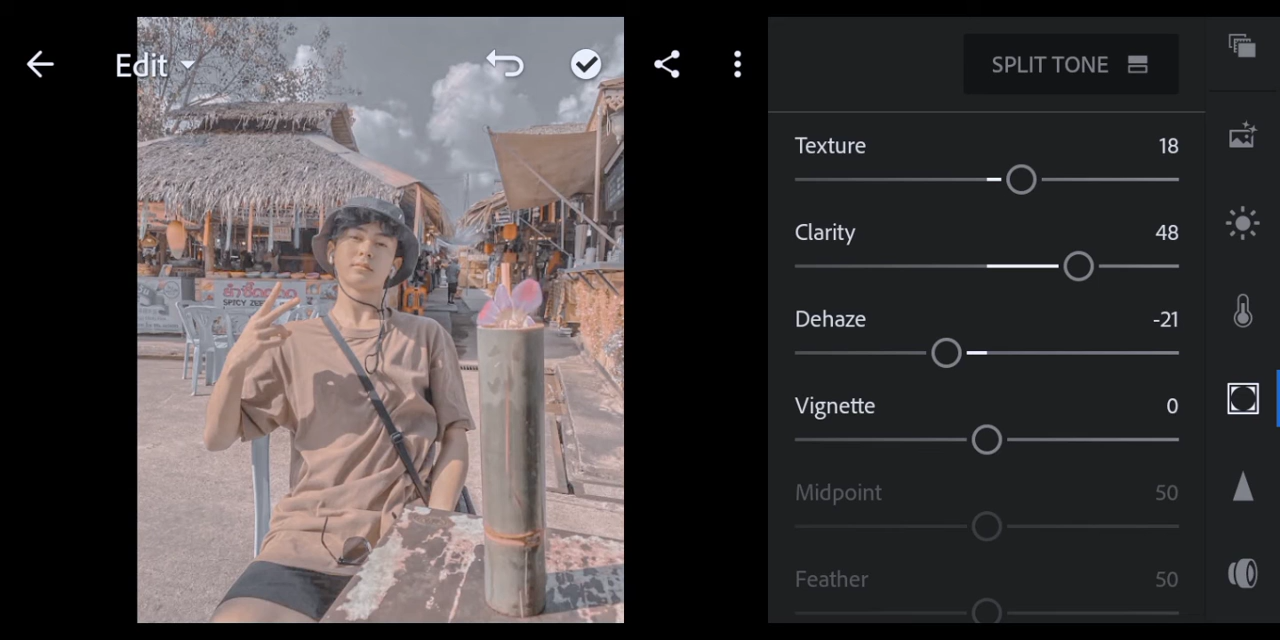 Edit
SPLIT TONE
Texture 18
Clarity 48
Dehaze -21
Vignette 0
Midpoint 50
Feather 50
SPICY